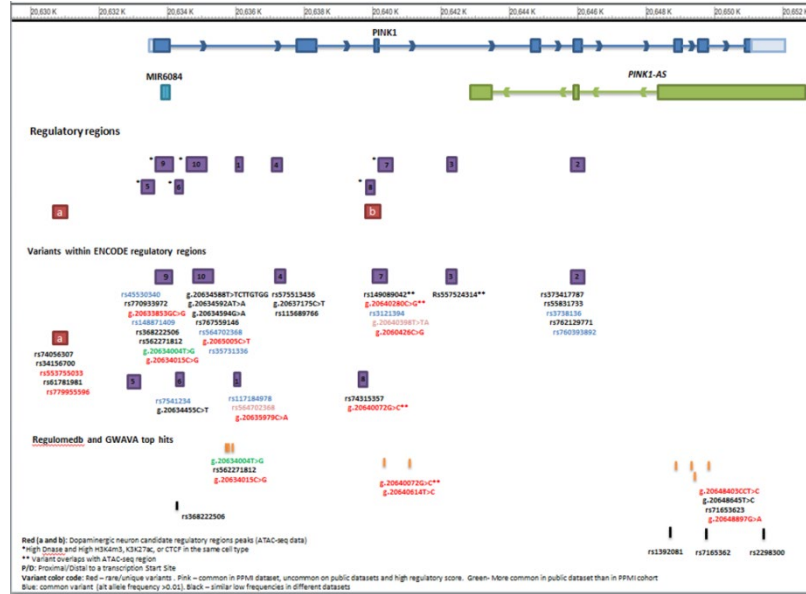 20,630 K 20,632 K 20,634 K 20,636 K 20,638 K 20,640 K 20,642 K 20,644 K 20,646 K 20,648 K 20,650 K 20,652 K
PINK1
MIR6084
PINK1-AS
Regulatory regions
* 9 * 10 1 4 * 7 3 2
* 5 * 6 * 8
a b
Variants within ENCODE regulatory regions
9 10 4 7 3 2
rs45530340 g.20634588T>TCTTGTGG rs575513436 rs149089042** Rs557524314** rs373417787
rs770933972 g.20634592AT>A g.20637175C>T g.20640280C>G** rs55831733
g.20633853GC>G g.20634594G>A rs115689766 rs3121394 rs3738136
rs148871409 rs767559146 g.20640398T>TA rs762129771
rs368222506 rs564702368 g.2060426C>G rs760393892
rs562271812 g.2065005C>T
g.20634004T>G rs35731336
g.20634015C>G
a
rs74056307
rs34156700
rs553755033
rs61781981
rs779955596
5 6 1 8
rs7541234 rs117184978 rs74315357
g.20634455C>T rs564702368 g.20640072G>C**
g.20635979C>A
Regulomedb and GWAVA top hits
g.20634004T>G
rs562271812
g.20634015C>G
g.20640072G>C**
g.20640614T>C
g.20648403CCT>C
g.20648645T>C
rs71653623
g.20648897G>A
rs368222506
rs1392081 rs7165362 rs2298300
Red (a and b): Dopaminergic neuron candidate regulatory regions peaks (ATAC-seq data)
*High Dnase and High H3K4m3, K3K27ac, or CTCF in the same cell type
** Variant overlaps with ATAC-seq region
P/D: Proximal/Distal to a transcription Start Site
Variant color code: Red – rare/unique variants . Pink – common in PPMI dataset, uncommon on public datasets and high regulatory score. Green- More common in public dataset than in PPMI cohort
Blue: common variant (alt allele frequency >0.01). Black – similar low frequencies in different datasets